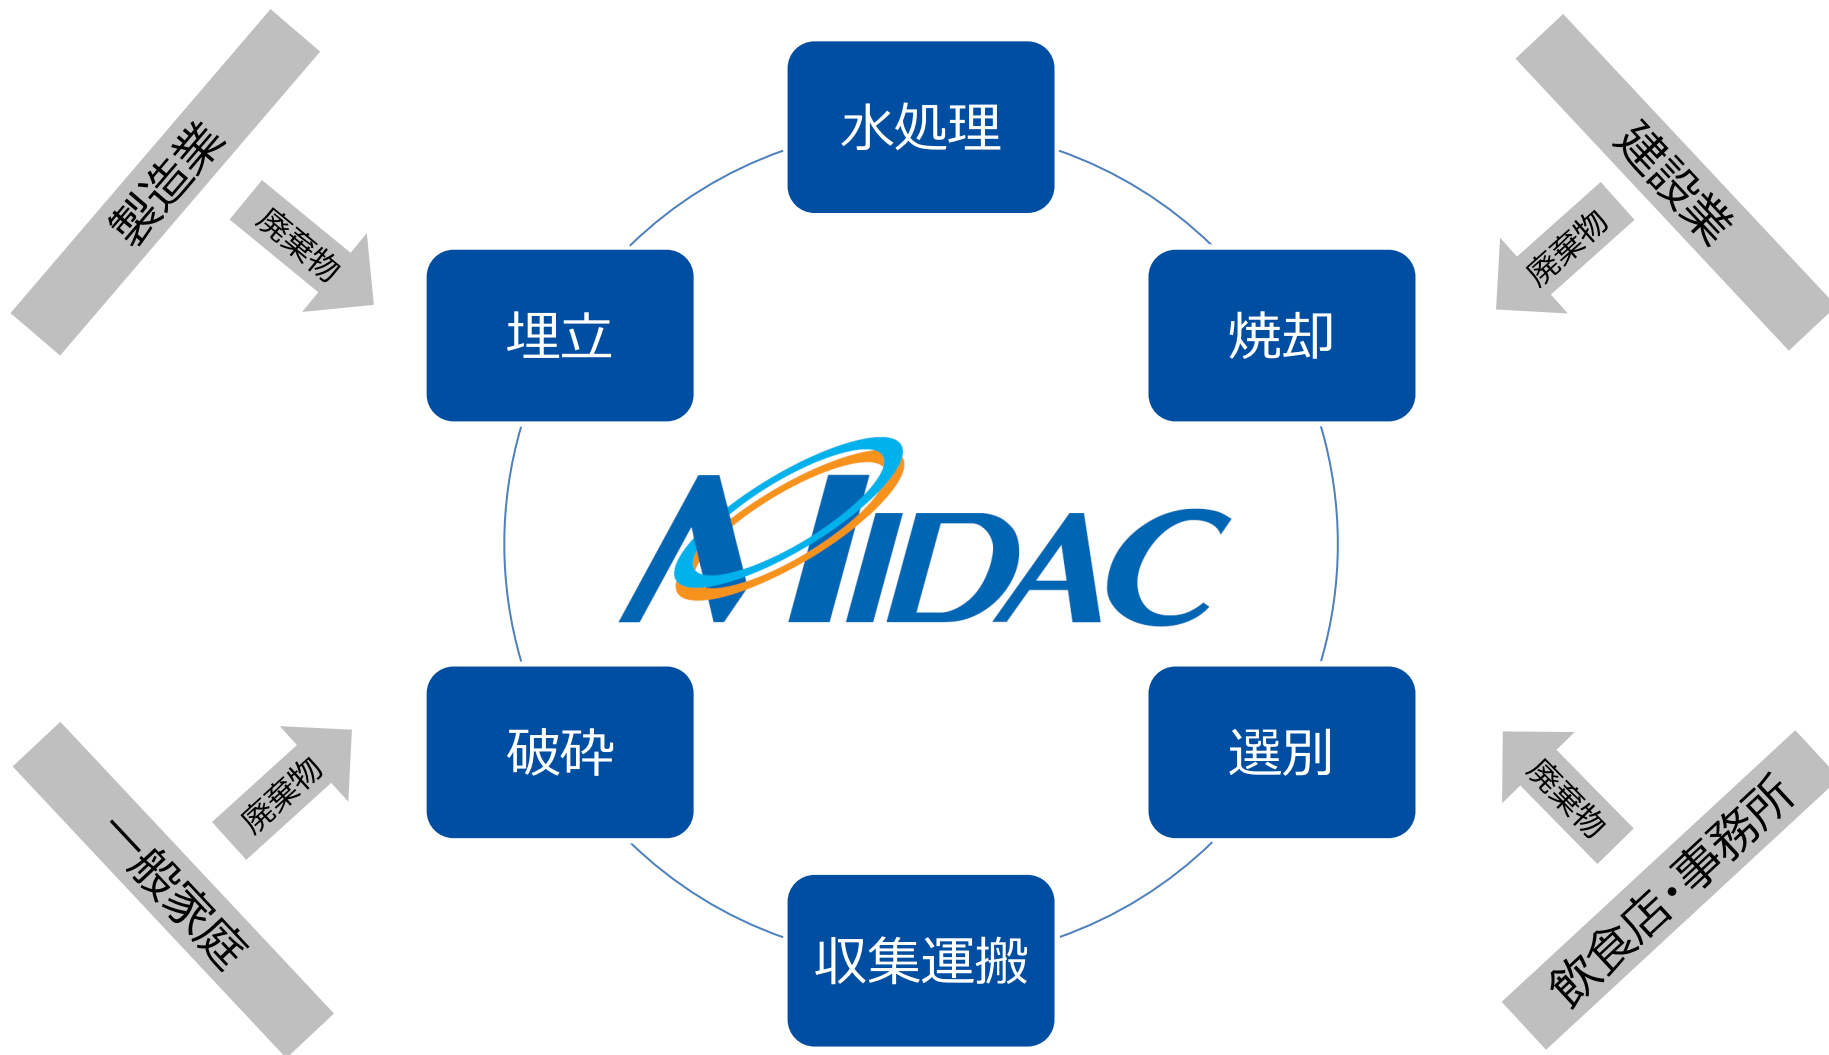 水処理
製造業
建設業
廃棄物
廃棄物
埋立
焼却
MIDAC
破砕
選別
廃棄物
廃棄物
一般家庭
飲食店・事務所
収集運搬